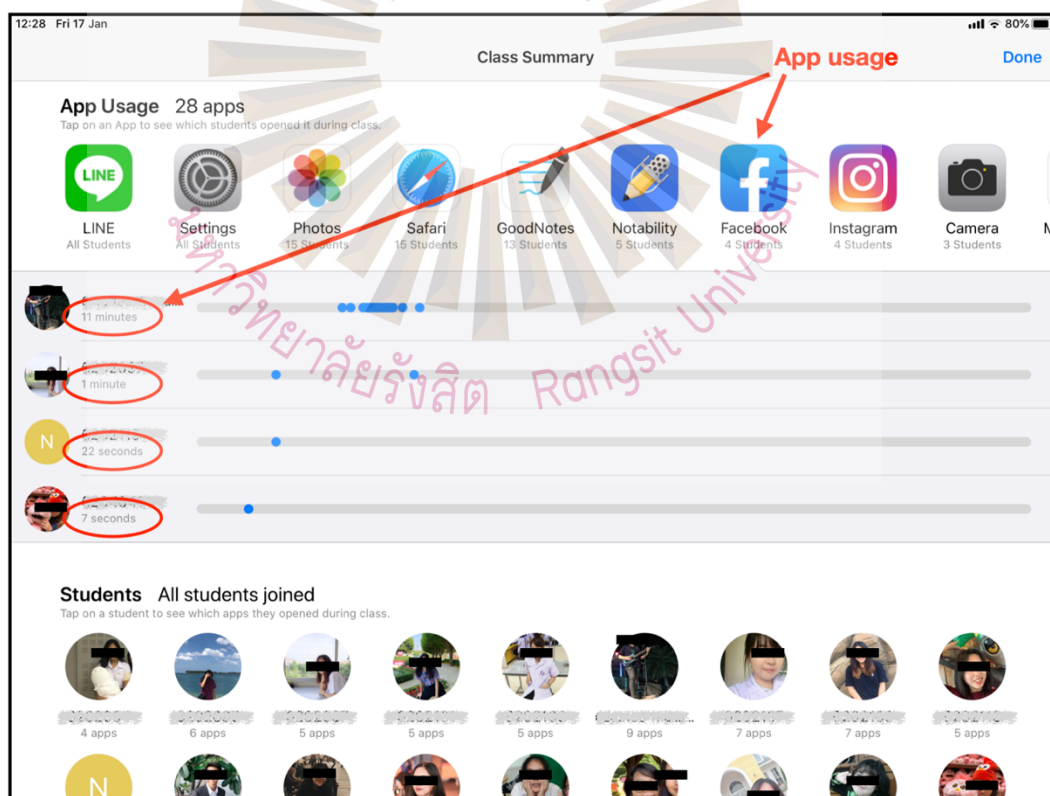 12:28 Fri 17 Jan
80%
Class Summary
App usage
Done
App Usage 28 apps
Tap on an App to see which students opened it during class.
LINE
LINE Settings Photos Safari GoodNotes Notability Facebook Instagram Camera
All Students All Students 15 Students 15 Students 13 Students 5 Students 4 Students 4 Students 3 Students
11 minutes
1 minute
N
22 seconds
7 seconds
มหาวิทยาลัยรังสิต Rangsit University
Students All students joined
Tap on a student to see which apps they opened during class.
4 apps 6 apps 5 apps 5 apps 5 apps 9 apps 7 apps 7 apps 5 apps
N